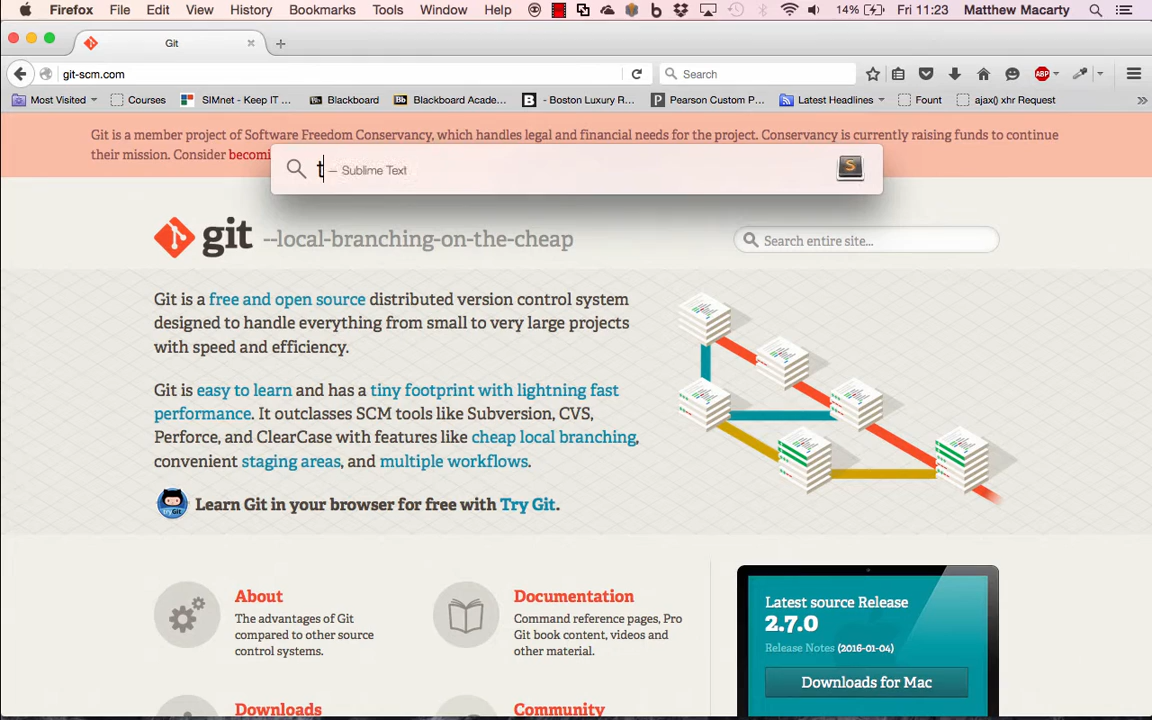 Firefox File Edit View History Bookmarks Tools Window Help 14% Fri 11:23 Matthew Macarty
Git
git-scm.com
Search
ABP
Most Visited Courses SIMnet - Keep IT ... Blackboard Blackboard Acade... - Boston Luxury R... Pearson Custom P... Latest Headlines Fount ajax() xhr Request
Git is a member project of Software Freedom Conservancy, which handles legal and financial needs for the project. Conservancy is currently raising funds to continue
their mission. Consider becomi
t — Sublime Text
git --local-branching-on-the-cheap
Search entire site...
Git is a free and open source distributed version control system
designed to handle everything from small to very large projects
with speed and efficiency.
Git is easy to learn and has a tiny footprint with lightning fast
performance. It outclasses SCM tools like Subversion, CVS,
Perforce, and ClearCase with features like cheap local branching,
convenient staging areas, and multiple workflows.
Learn Git in your browser for free with Try Git.
About
The advantages of Git
compared to other source
control systems.
Documentation
Command reference pages, Pro
Git book content, videos and
other material.
Latest source Release
2.7.0
Release Notes (2016-01-04)
Downloads for Mac
Downloads
Community